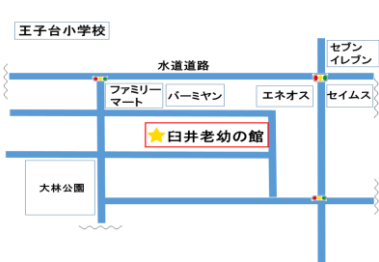 王子台小学校
セブン
イレブン
水道道路
ファミリー
マート
バーミヤン
エネオス
セイムス
臼井老幼の館
大林公園